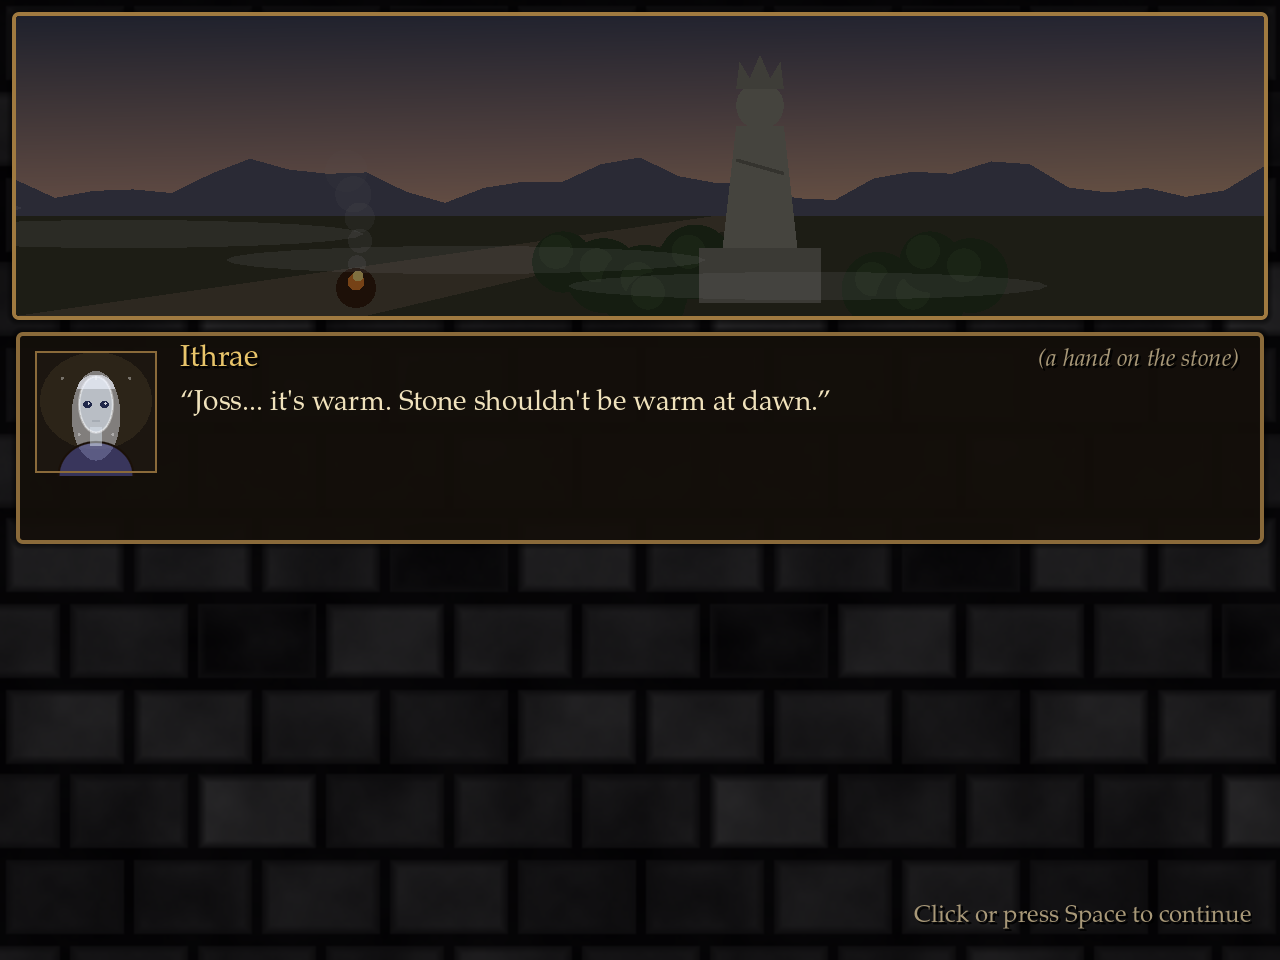 Ithrae
(a hand on the stone)
“Joss... it's warm. Stone shouldn't be warm at dawn.”
Click or press Space to continue